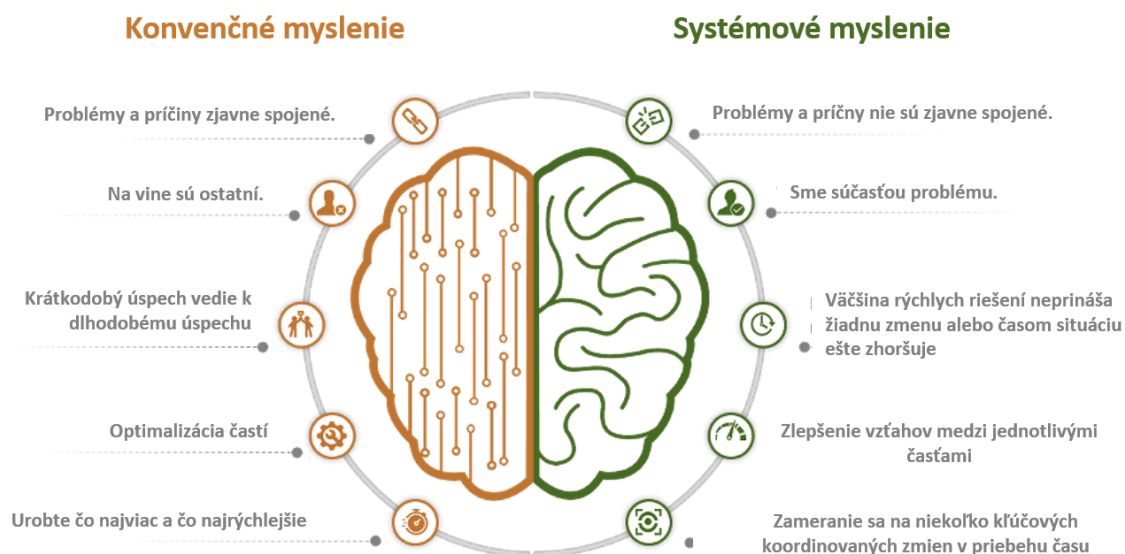 Konvenčné myslenie
Systémové myslenie
Problémy a príčiny zjavne spojené.
Problémy a príčny nie sú zjavne spojené.
Na vine sú ostatní.
Sme súčasťou problému.
Krátkodobý úspech vedie k
dlhodobému úspechu
Väčšina rýchlych riešení neprináša
žiadnu zmenu alebo časom situáciu
ešte zhoršuje
Optimalizácia častí
Zlepšenie vzťahov medzi jednotlivými
časťami
Urobte čo najviac a čo najrýchlejšie
Zameranie sa na niekoľko kľúčových
koordinovaných zmien v priebehu času